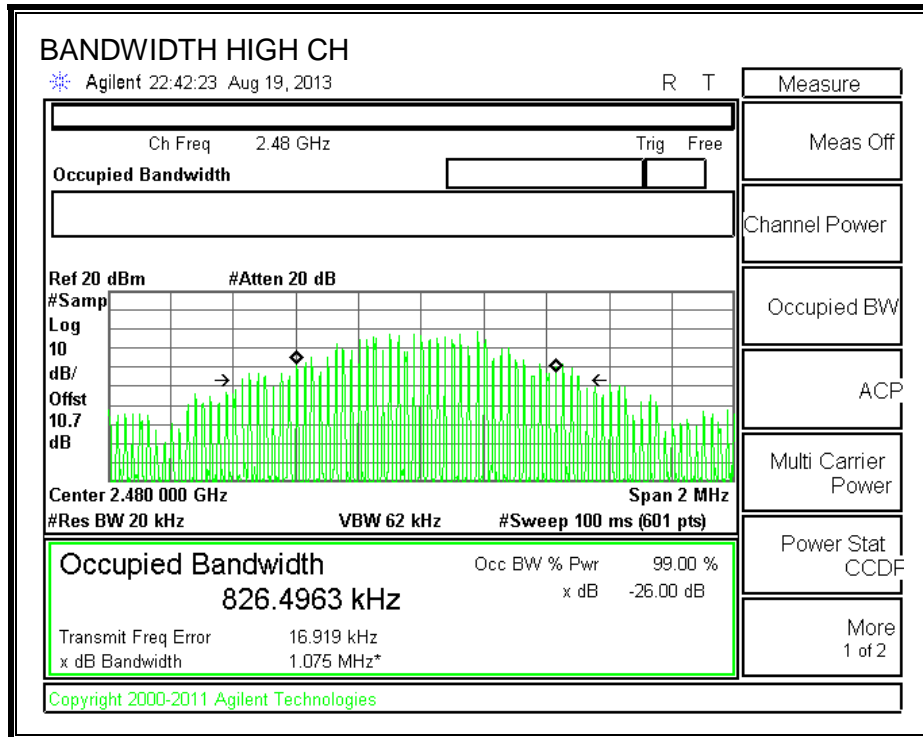 BANDWIDTH HIGH CH
Agilent 22:42:23 Aug 19, 2013 R T
Ch Freq 2.48 GHz Trig Free
Occupied Bandwidth
Ref 20 dBm #Atten 20 dB
#Samp
Log
10
dB/
Offst
10.7
dB
Center 2.480 000 GHz Span 2 MHz
#Res BW 20 kHz VBW 62 kHz #Sweep 100 ms (601 pts)
Occupied Bandwidth
826.4963 kHz
Occ BW % Pwr 99.00 %
x dB -26.00 dB
Transmit Freq Error 16.919 kHz
x dB Bandwidth 1.075 MHz*
Copyright 2000-2011 Agilent Technologies
Measure
Meas Off
Channel Power
Occupied BW
ACP
Multi Carrier
Power
Power Stat
CCDF
More
1 of 2